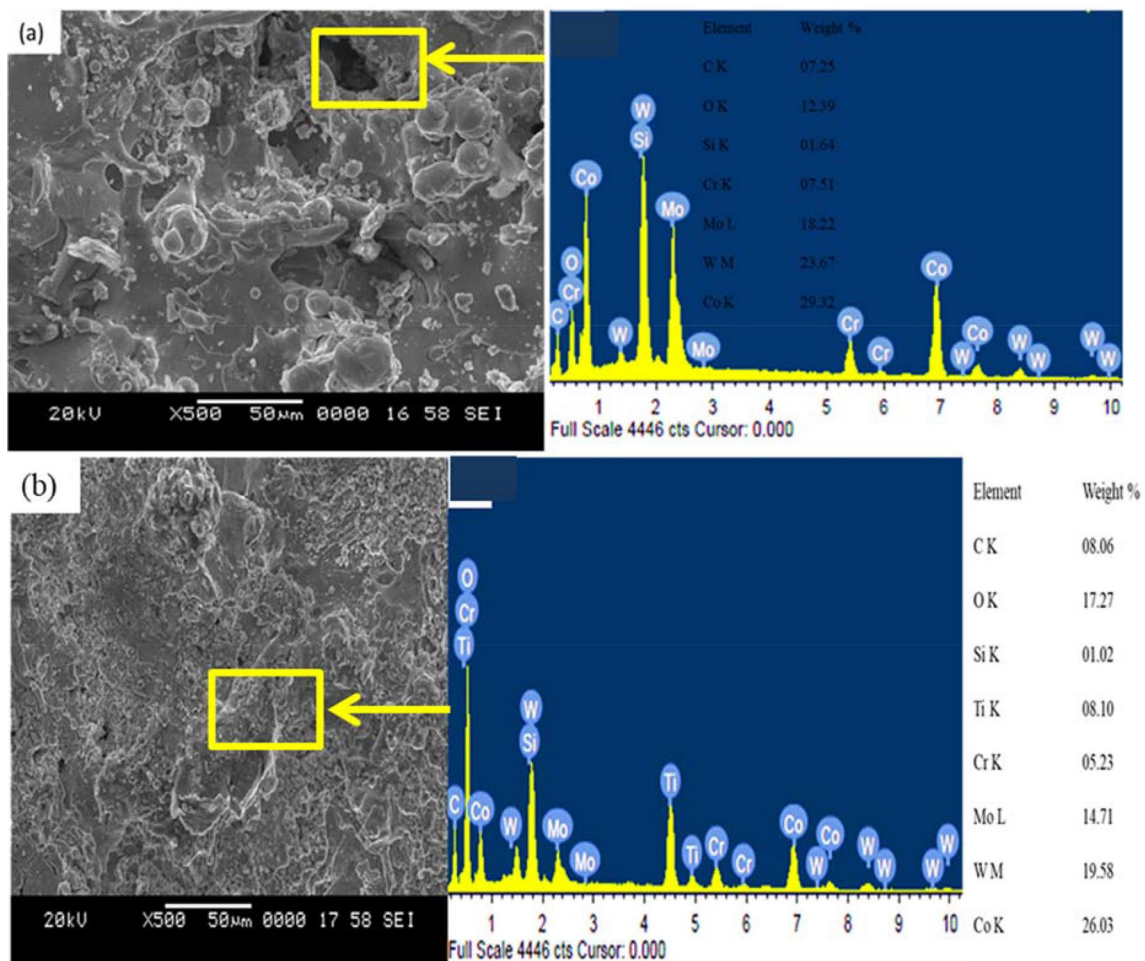 (a)
Element Weight %
C K 07.25
O K 12.39
Si K 01.64
Cr K 07.51
Mo L 18.22
W M 23.67
Co K 29.32
W
Si
Co
Mo
O
Cr
C
W
Mo
Cr
Cr
Co
W
Co
W
W
W
W
1 2 3 4 5 6 7 8 9 10
Full Scale 4446 cts Cursor: 0.000
20kV X500 50µm 0000 16 58 SEI
(b)
Element Weight %
C K 08.06
O K 17.27
Si K 01.02
Ti K 08.10
Cr K 05.23
Mo L 14.71
W M 19.58
Co K 26.03
O
Cr
Ti
W
Si
C
Co
W
Mo
Mo
Ti
Ti
Cr
Cr
Co
W
Co
W
W
W
W
1 2 3 4 5 6 7 8 9 10
Full Scale 4446 cts Cursor: 0.000
20kV X500 50µm 0000 17 58 SEI